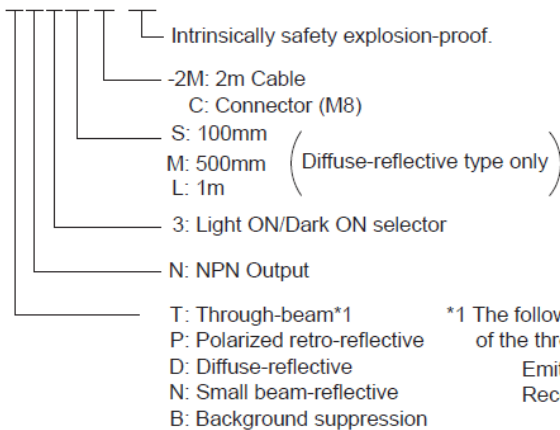 Intrinsically safety explosion-proof.
-2M: 2m Cable
C: Connector (M8)
S: 100mm
M: 500mm
L: 1m
(Diffuse-reflective type only)
3: Light ON/Dark ON selector
N: NPN Output
T: Through-beam*1
P: Polarized retro-reflective
D: Diffuse-reflective
N: Small beam-reflective
B: Background suppression
*1 The follow
of the thr
Emit
Rec